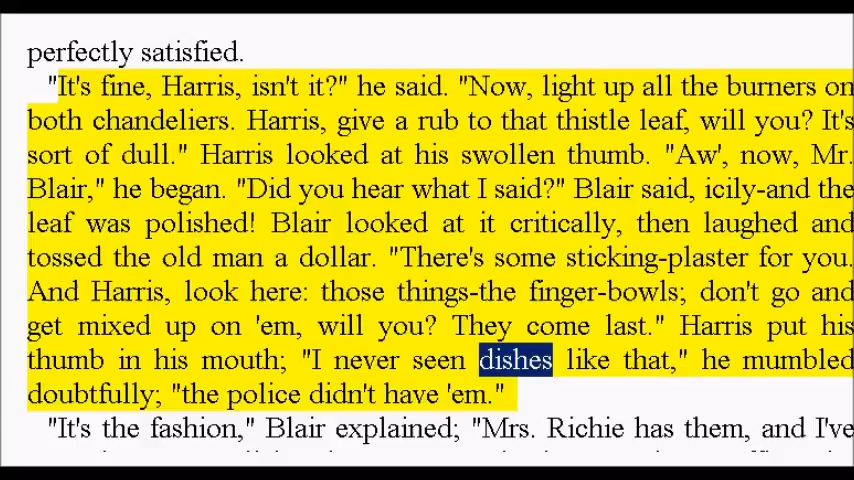 perfectly satisfied.
"It's fine, Harris, isn't it?" he said. "Now, light up all the burners on
both chandeliers. Harris, give a rub to that thistle leaf, will you? It's
sort of dull." Harris looked at his swollen thumb. "Aw', now, Mr.
Blair," he began. "Did you hear what I said?" Blair said, icily-and the
leaf was polished! Blair looked at it critically, then laughed and
tossed the old man a dollar. "There's some sticking-plaster for you.
And Harris, look here: those things-the finger-bowls; don't go and
get mixed up on 'em, will you? They come last." Harris put his
thumb in his mouth; "I never seen dishes like that," he mumbled
doubtfully; "the police didn't have 'em."
"It's the fashion," Blair explained; "Mrs. Richie has them, and I've